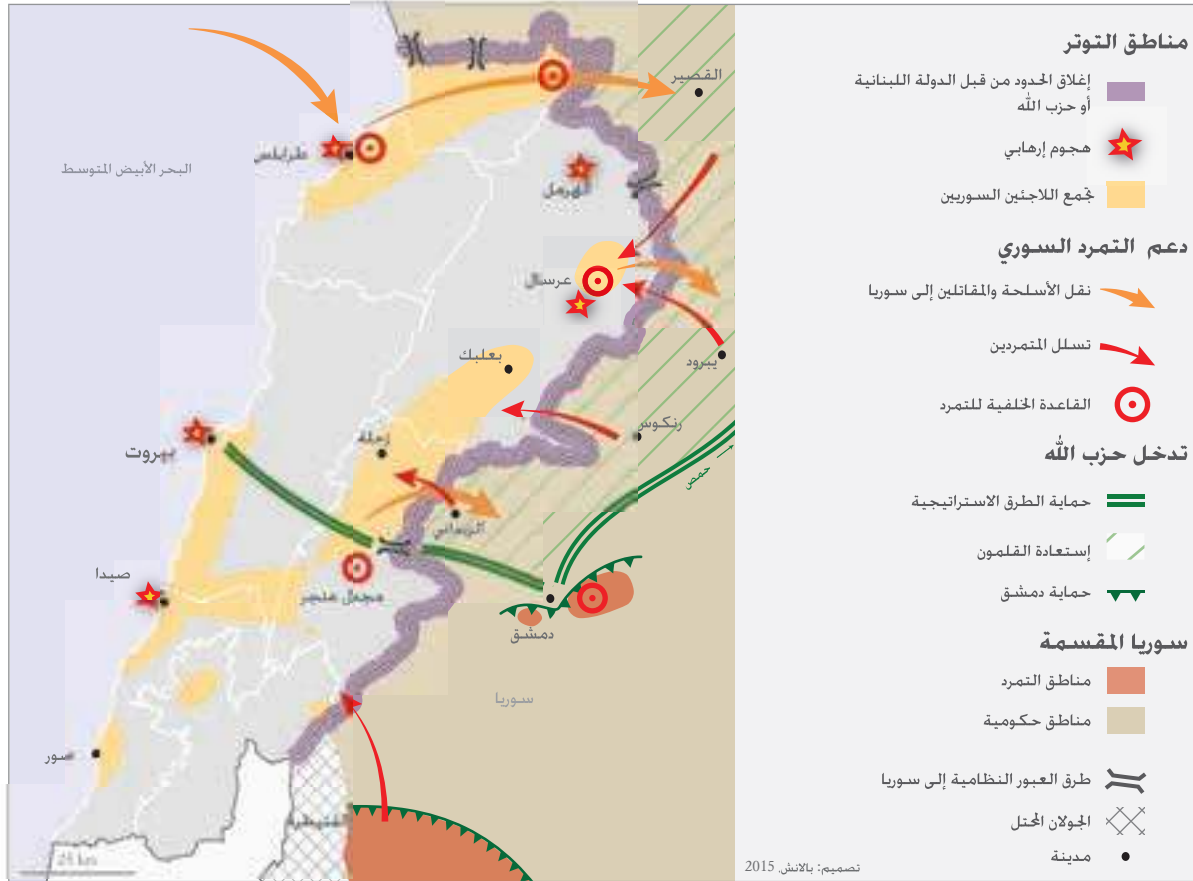 مناطق التوتر
إغلاق الحدود من قبل الدولة اللبنانية
أو حزب الله
هجوم إرهابي
تجمع اللاجئين السوريين
دعم التمرد السوري
نقل الأسلحة والمقاتلين إلى سوريا
تسلل المتمردين
القاعدة الخلفية للتمرد
تدخل حزب الله
حماية الطرق الاستراتيجية
إستعادة القلمون
حماية دمشق
سوريا المقسمة
مناطق التمرد
مناطق حكومية
طرق العبور النظامية إلى سوريا
الجولان المحتل
مدينة
تصميم: بالانش، 2015
القصير
طرابلس
البحر الأبيض المتوسط
الهرمل
عرسال
يبرود
بعلبك
رنكوس
زحلة
بيروت
حمص
الزبداني
صيدا
مجدل عنجر
دمشق
سوريا
صور
القنيطرة
25 km